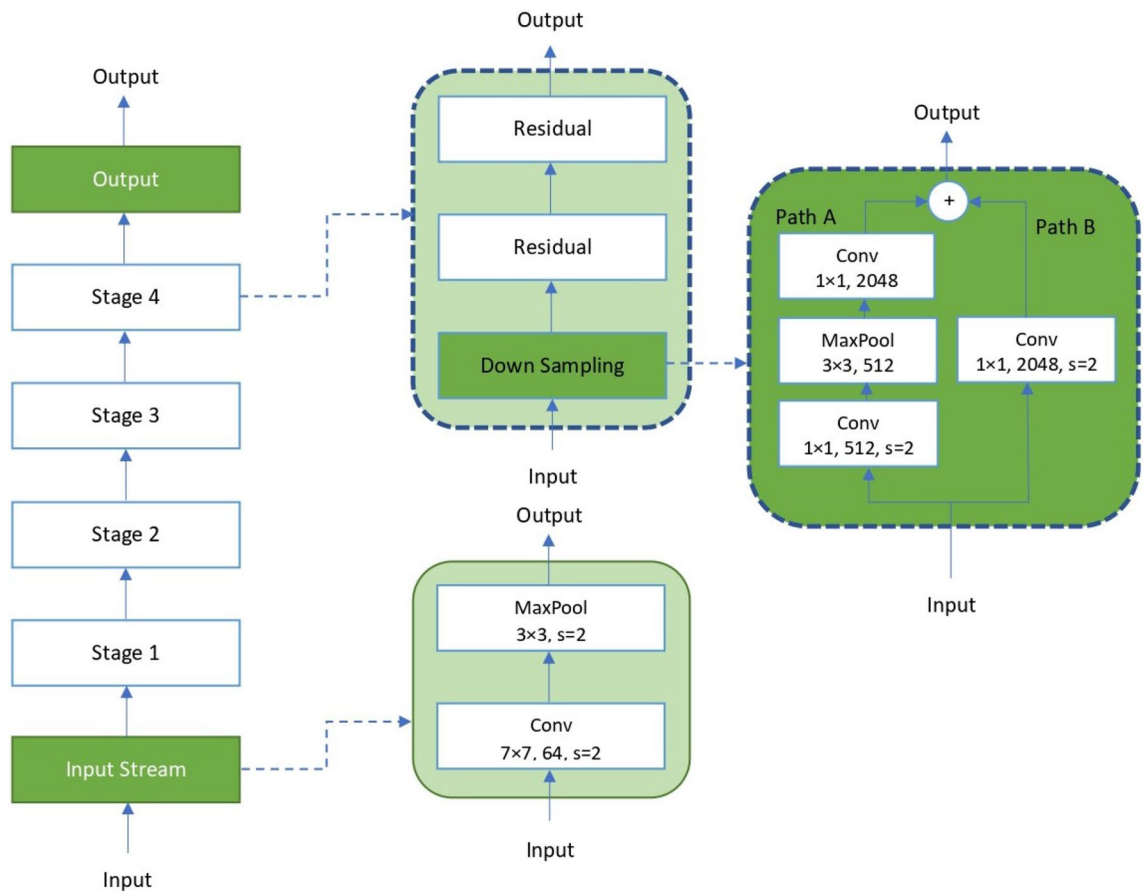 Output
Output
Stage 4
Stage 3
Stage 2
Stage 1
Input Stream
Input
Output
Residual
Residual
Down Sampling
Input
Output
MaxPool
3×3, s=2
Conv
7×7, 64, s=2
Input
Output
+
Path A
Path B
Conv
1×1, 2048
MaxPool
3×3, 512
Conv
1×1, 512, s=2
Conv
1×1, 2048, s=2
Input